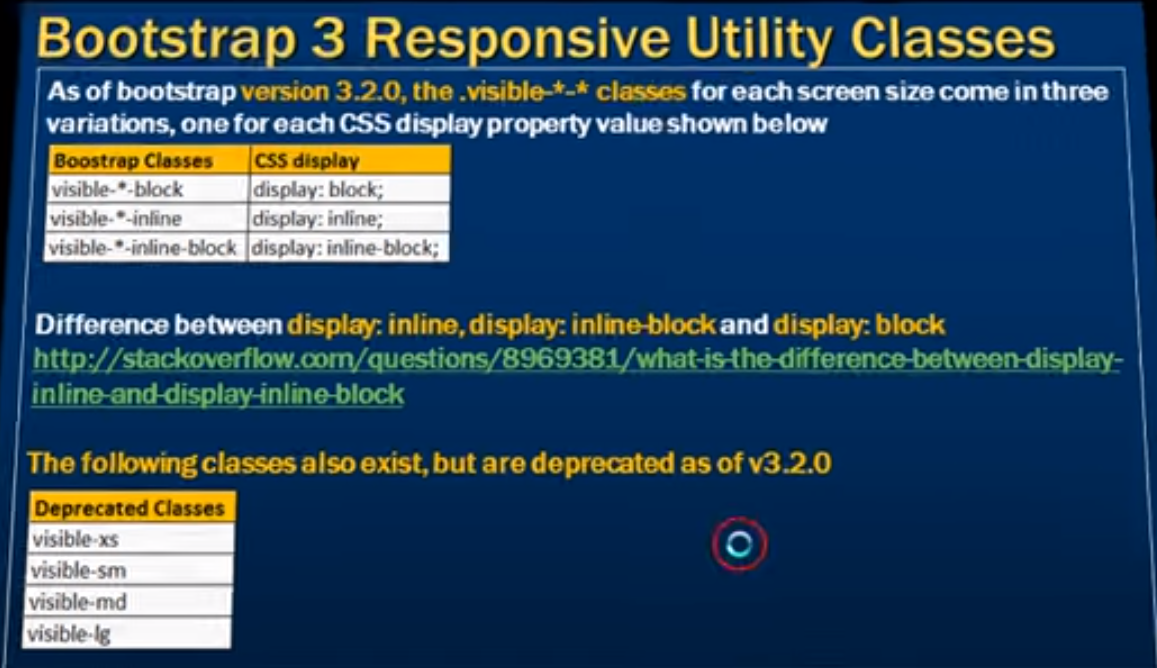 Bootstrap 3 Responsive Utility Classes
As of bootstrap version 3.2.0, the .visible-*-* classes for each screen size come in three
variations, one for each CSS display property value shown below
Boostrap Classes CSS display
visible-*-block display: block;
visible-*-inline display: inline;
visible-*-inline-block display: inline-block;
Difference between display: inline, display: inline-block and display: block
http://stackoverflow.com/questions/8969381/what-is-the-difference-between-display-
inline-and-display-inline-block
The following classes also exist, but are deprecated as of v3.2.0
Deprecated Classes
visible-xs
visible-sm
visible-md
visible-lg